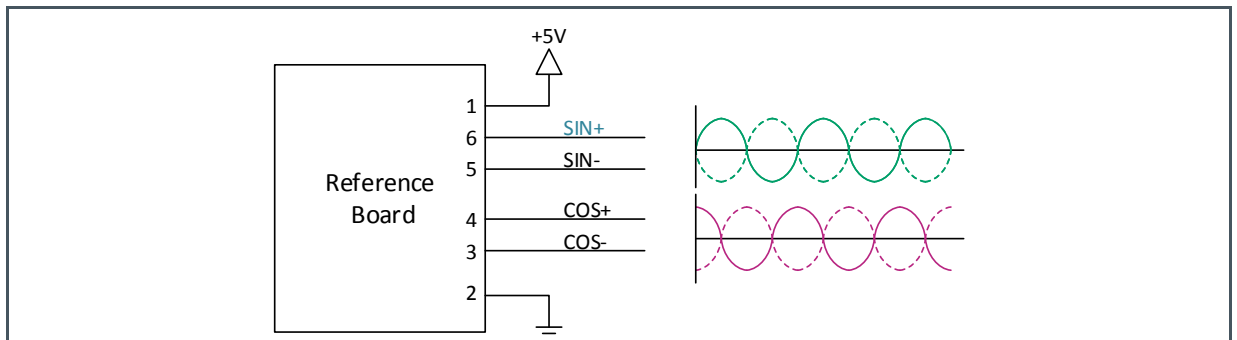 +5V
1
6
SIN+
5
SIN-
Reference
Board
4
COS+
3
COS-
2